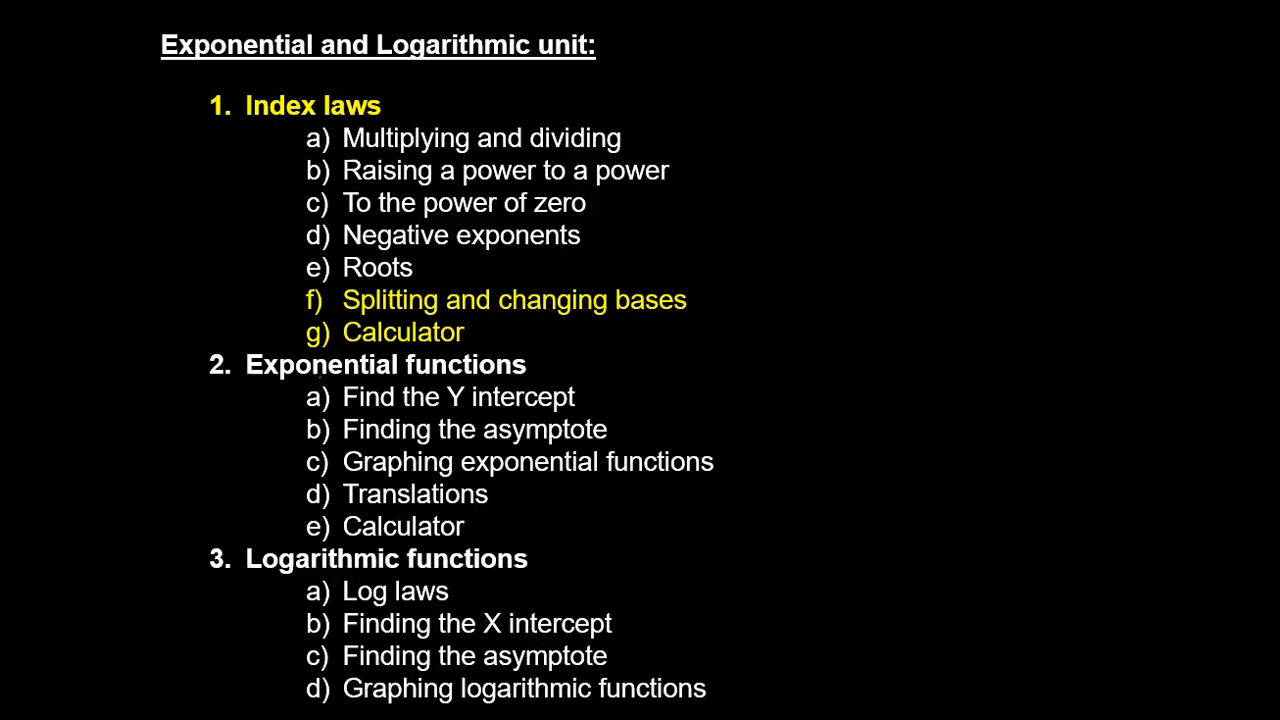 Exponential and Logarithmic unit:
1. Index laws
a) Multiplying and dividing
b) Raising a power to a power
c) To the power of zero
d) Negative exponents
e) Roots
f) Splitting and changing bases
g) Calculator
2. Exponential functions
a) Find the Y intercept
b) Finding the asymptote
c) Graphing exponential functions
d) Translations
e) Calculator
3. Logarithmic functions
a) Log laws
b) Finding the X intercept
c) Finding the asymptote
d) Graphing logarithmic functions